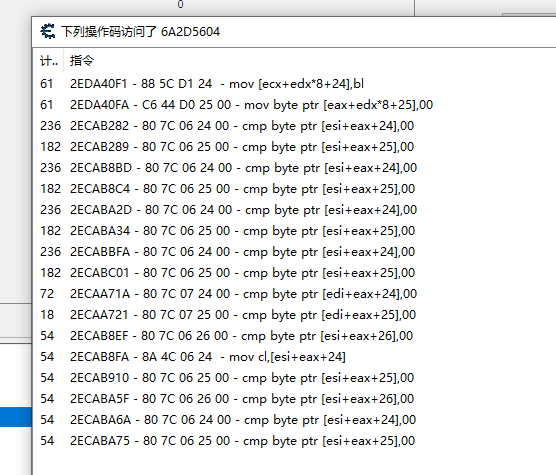 0
下列操作码访问了 6A2D5604
计.. 指令
61 2EDA40F1 - 88 5C D1 24 - mov [ecx+edx*8+24],bl
61 2EDA40FA - C6 44 D0 25 00 - mov byte ptr [eax+edx*8+25],00
236 2ECAB282 - 80 7C 06 24 00 - cmp byte ptr [esi+eax+24],00
182 2ECAB289 - 80 7C 06 25 00 - cmp byte ptr [esi+eax+25],00
236 2ECAB8BD - 80 7C 06 24 00 - cmp byte ptr [esi+eax+24],00
182 2ECAB8C4 - 80 7C 06 25 00 - cmp byte ptr [esi+eax+25],00
236 2ECABA2D - 80 7C 06 24 00 - cmp byte ptr [esi+eax+24],00
182 2ECABA34 - 80 7C 06 25 00 - cmp byte ptr [esi+eax+25],00
236 2ECABBFA - 80 7C 06 24 00 - cmp byte ptr [esi+eax+24],00
182 2ECABC01 - 80 7C 06 25 00 - cmp byte ptr [esi+eax+25],00
72 2ECAA71A - 80 7C 07 24 00 - cmp byte ptr [edi+eax+24],00
18 2ECAA721 - 80 7C 07 25 00 - cmp byte ptr [edi+eax+25],00
54 2ECAB8EF - 80 7C 06 26 00 - cmp byte ptr [esi+eax+26],00
54 2ECAB8FA - 8A 4C 06 24 - mov cl,[esi+eax+24]
54 2ECAB910 - 80 7C 06 25 00 - cmp byte ptr [esi+eax+25],00
54 2ECABA5F - 80 7C 06 26 00 - cmp byte ptr [esi+eax+26],00
54 2ECABA6A - 80 7C 06 24 00 - cmp byte ptr [esi+eax+24],00
54 2ECABA75 - 80 7C 06 25 00 - cmp byte ptr [esi+eax+25],00